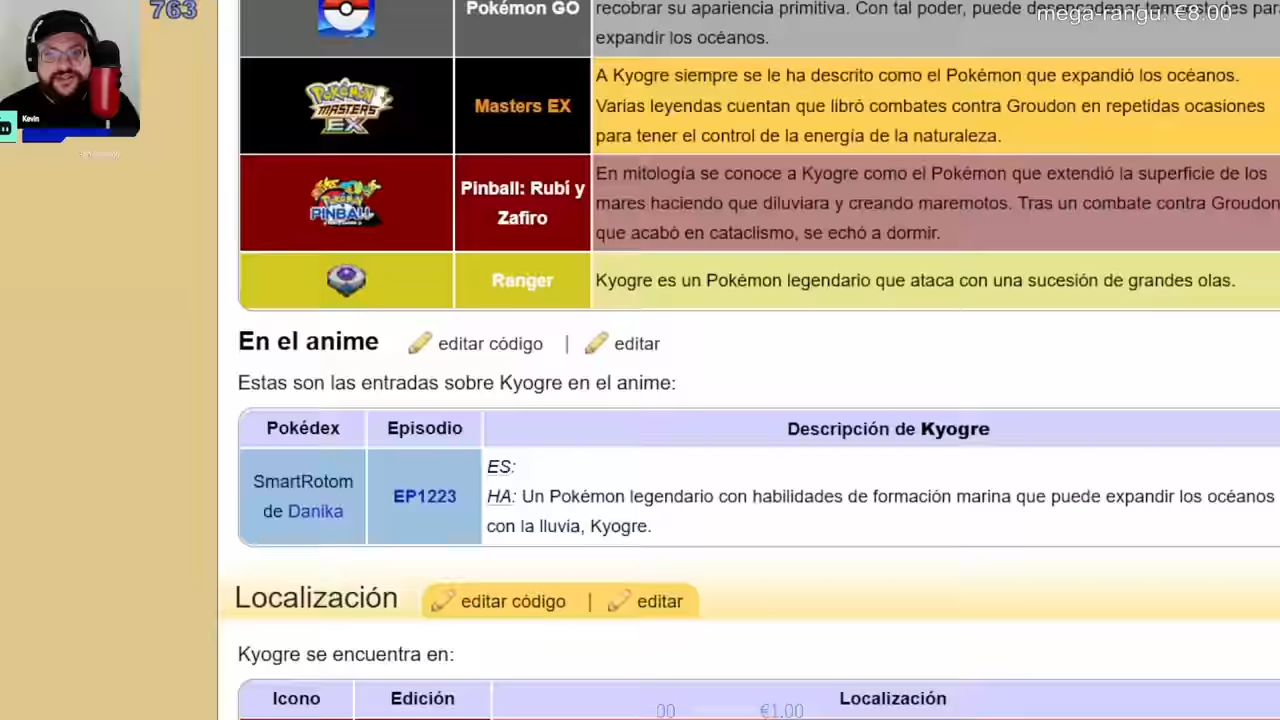 763
mega-rangu: €8.00
Pokémon GO
recobrar su apariencia primitiva. Con tal poder, puede
expandir los océanos.
POKÉMON MASTERS EX
Masters EX
A Kyogre siempre se le ha descrito como el Pokémon que expandió los océanos.
Varias leyendas cuentan que libró combates contra Groudon en repetidas ocasiones
para tener el control de la energía de la naturaleza.
PINBALL
Pinball: Rubí y
Zafiro
En mitología se conoce a Kyogre como el Pokémon que extendió la superficie de los
mares haciendo que diluviara y creando maremotos. Tras un combate contra Groudon
que acabó en cataclismo, se echó a dormir.
Ranger
Kyogre es un Pokémon legendario que ataca con una sucesión de grandes olas.
Kevin
En el anime editar código | editar
Estas son las entradas sobre Kyogre en el anime:
Pokédex Episodio Descripción de Kyogre
SmartRotom
de Danika
EP1223
ES:
HA: Un Pokémon legendario con habilidades de formación marina que puede expandir los océanos
con la lluvia, Kyogre.
Localización editar código | editar
Kyogre se encuentra en:
Icono Edición Localización
00 €1.00